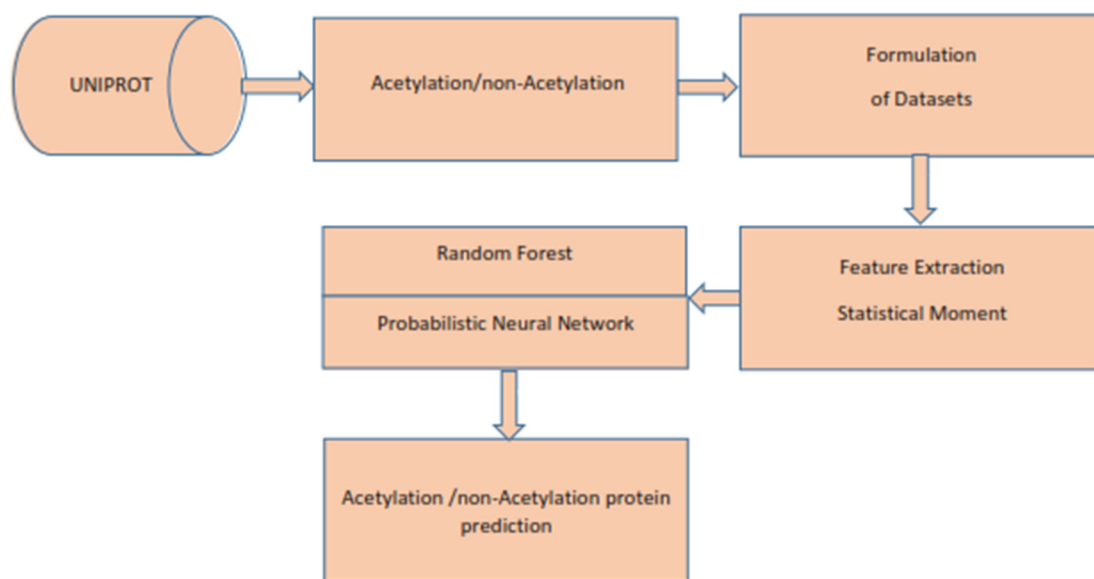 UNIPROT
Acetylation/non-Acetylation
Formulation
of Datasets
Random Forest
Probabilistic Neural Network
Feature Extraction
Statistical Moment
Acetylation /non-Acetylation protein
prediction